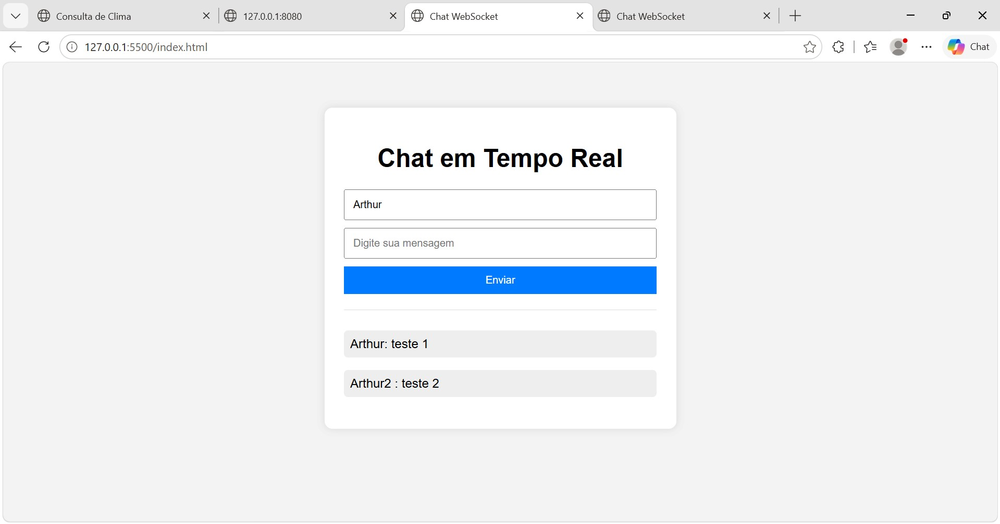 Consulta de Clima
127.0.0.1:8080
Chat WebSocket
Chat WebSocket
127.0.0.1:5500/index.html
Chat
Chat em Tempo Real
Arthur
Digite sua mensagem
Enviar
Arthur: teste 1
Arthur2 : teste 2